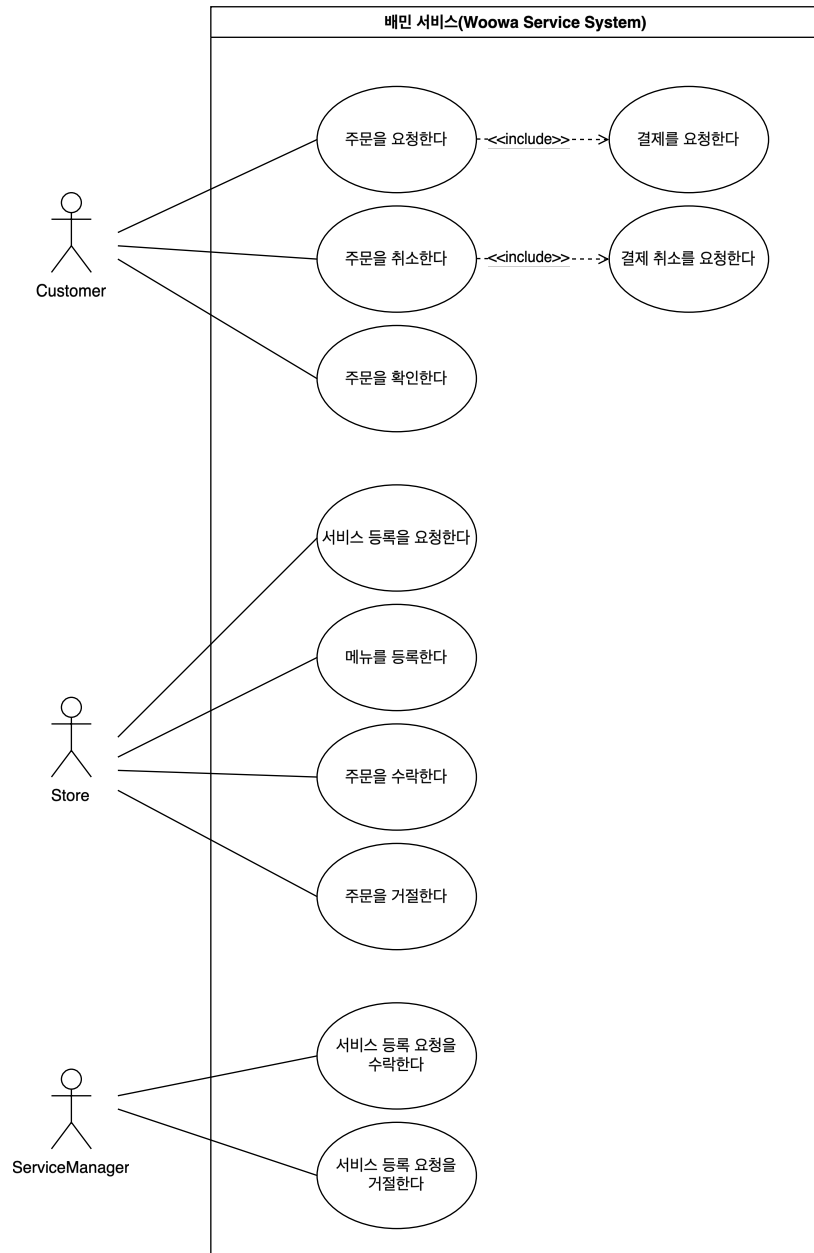 배민 서비스(Woowa Service System)
주문을 요청한다
<<include>>
결제를 요청한다
주문을 취소한다
<<include>>
결제 취소를 요청한다
Customer
주문을 확인한다
서비스 등록을 요청한다
메뉴를 등록한다
주문을 수락한다
Store
주문을 거절한다
서비스 등록 요청을
수락한다
ServiceManager
서비스 등록 요청을
거절한다